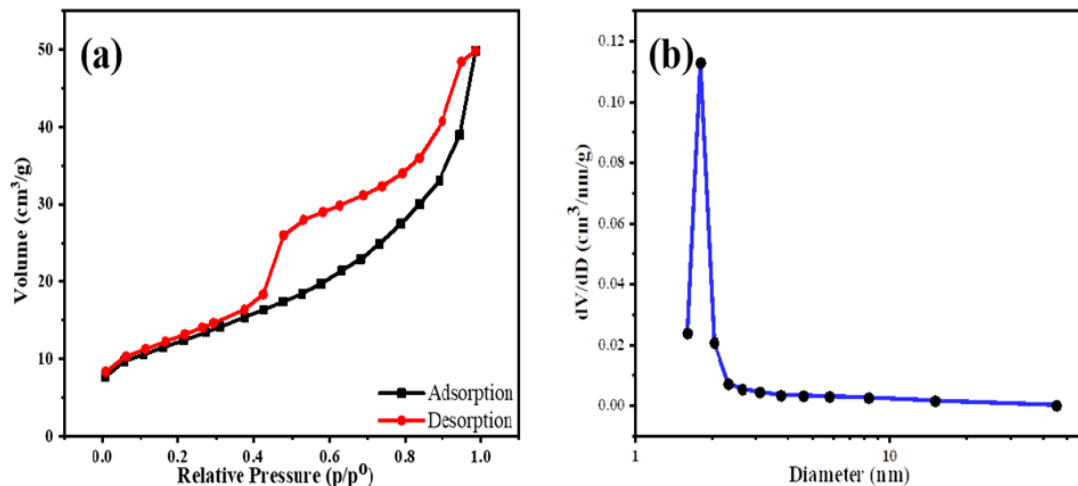 (a)
Volume (cm³/g)
50
40
30
20
10
0
0.0 0.2 0.4 0.6 0.8 1.0
Relative Pressure (p/p⁰)
Adsorption
Desorption
(b)
dV/dD (cm³/nm/g)
0.12
0.10
0.08
0.06
0.04
0.02
0.00
1 10
Diameter (nm)